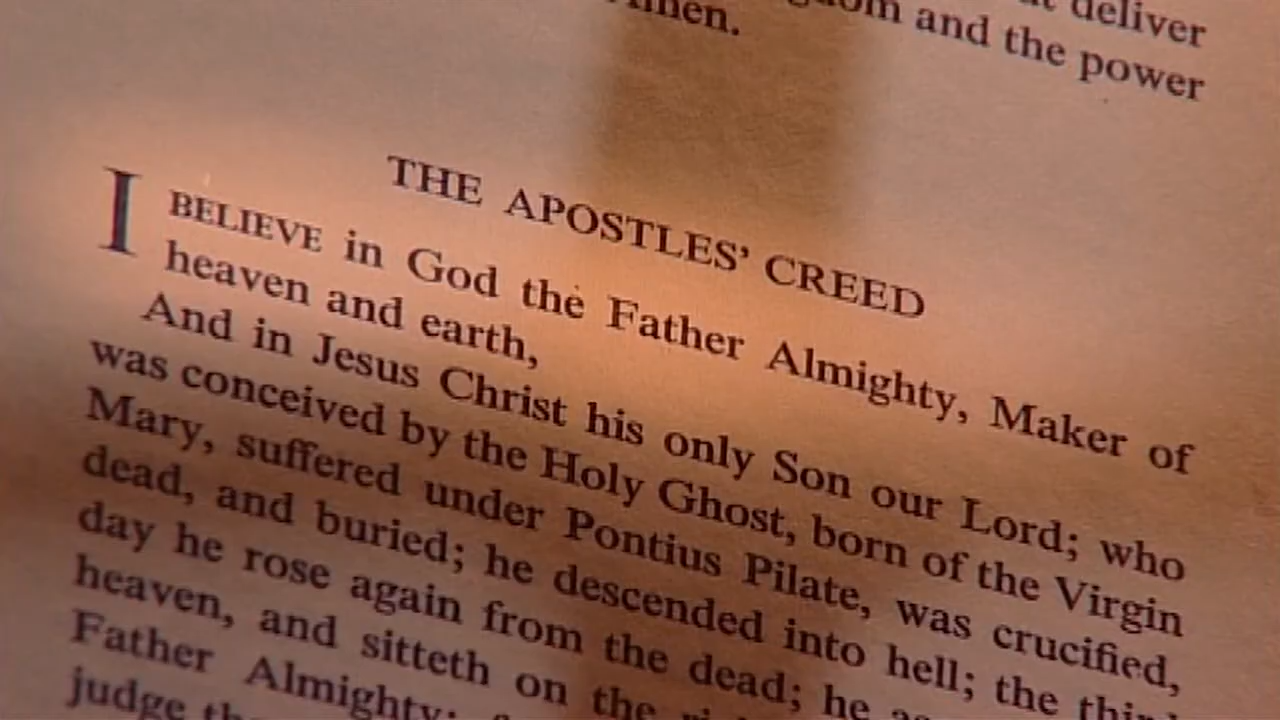 deliver
and the power
THE APOSTLES' CREED
I BELIEVE in God the Father Almighty, Maker of
heaven and earth,
And in Jesus Christ his only Son our Lord; who
was conceived by the Holy Ghost, born of the Virgin
Mary, suffered under Pontius Pilate, was crucified,
dead, and buried; he descended into hell; the third
day he rose again from the dead; he
heaven, and sitteth on the
Father Almighty;
judge